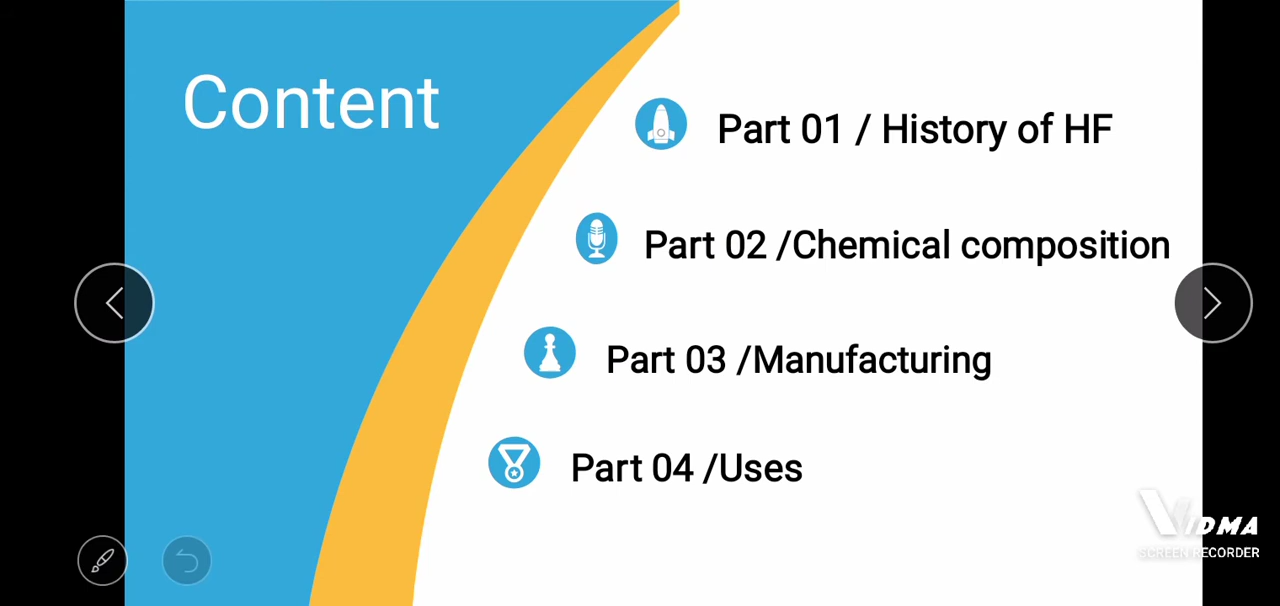 Content
Part 01 / History of HF
Part 02 /Chemical composition
Part 03 /Manufacturing
Part 04 /Uses
VIDMA
SCREEN RECORDER